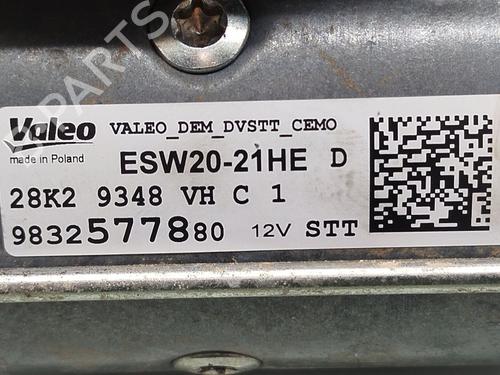 Valeo VALEO_DEM_DVSTT_CEMO
made in Poland ESW20-21HE D
28K2 9348 VH C 1
9832577880 12V STT